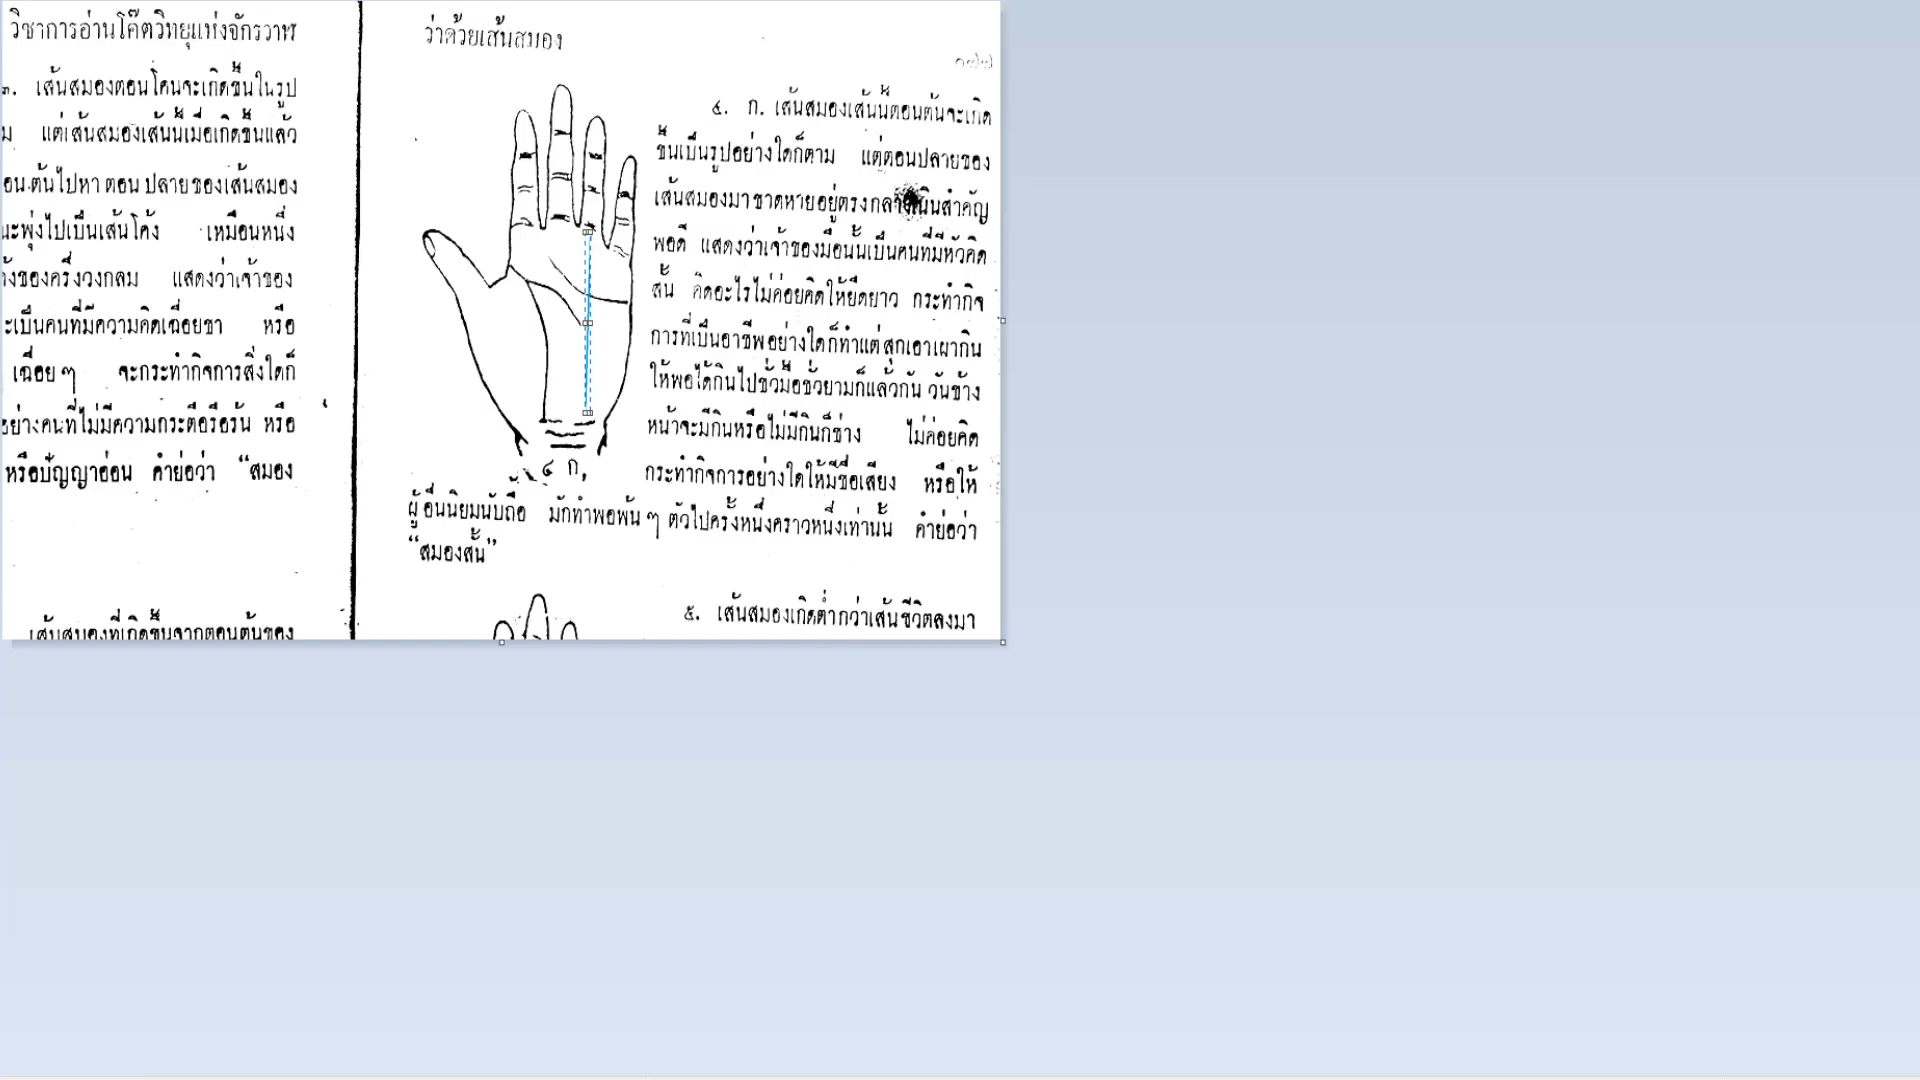 วิชาการอ่านโค๊ตวิทยุแห่งจักรวาฬ
๓. เส้นสมองตอนโคนจะเกิดขึ้นในรูป
ม แต่เส้นสมองเส้นนี้เมื่อเกิดขึ้นแล้ว
อนต้นไปหาตอนปลายของเส้นสมอง
นะพุ่งไปเป็นเส้นโค้ง เหมือนหนึ่ง
ังของครึ่งวงกลม แสดงว่าเจ้าของ
ะเป็นคนที่มีความคิดเฉื่อยชา หรือ
เฉื่อยๆ จะกระทำกิจการสิ่งใดก็
อย่างคนที่ไม่มีความกระตือรือร้น หรือ
หรือปัญญาอ่อน คำย่อว่า “สมอง
เส้นสมองที่เกิดขึ้นจากตอนต้นของ
ว่าด้วยเส้นสมอง
๑๗๗
๔. ก. เส้นสมองเส้นนี้ตอนต้นจะเกิด
ขึ้นเป็นรูปอย่างใดก็ตาม แต่ตอนปลายของ
เส้นสมองมาขาดหายอยู่ตรงกลางเนินสำคัญ
พอดี แสดงว่าเจ้าของมือนั้นเป็นคนที่มีหัวคิด
สั้น คิดอะไรไม่ค่อยคิดให้ยืดยาว กระทำกิจ
การที่เป็นอาชีพอย่างใดก็ทำแต่สุกเอาเผากิน
ให้พอได้กินไปชั่วมื้อชั่วยามก็แล้วกัน วันข้าง
หน้าจะมีกินหรือไม่มีกินก็ช่าง ไม่ค่อยคิด
กระทำกิจการอย่างใดให้มีชื่อเสียง หรือให้
๔ ก.
ผู้อื่นนิยมนับถือ มักทำพอพ้นๆ ตัวไปครั้งหนึ่งคราวหนึ่งเท่านั้น คำย่อว่า
“สมองสั้น”
๕. เส้นสมองเกิดต่ำกว่าเส้นชีวิตลงมา